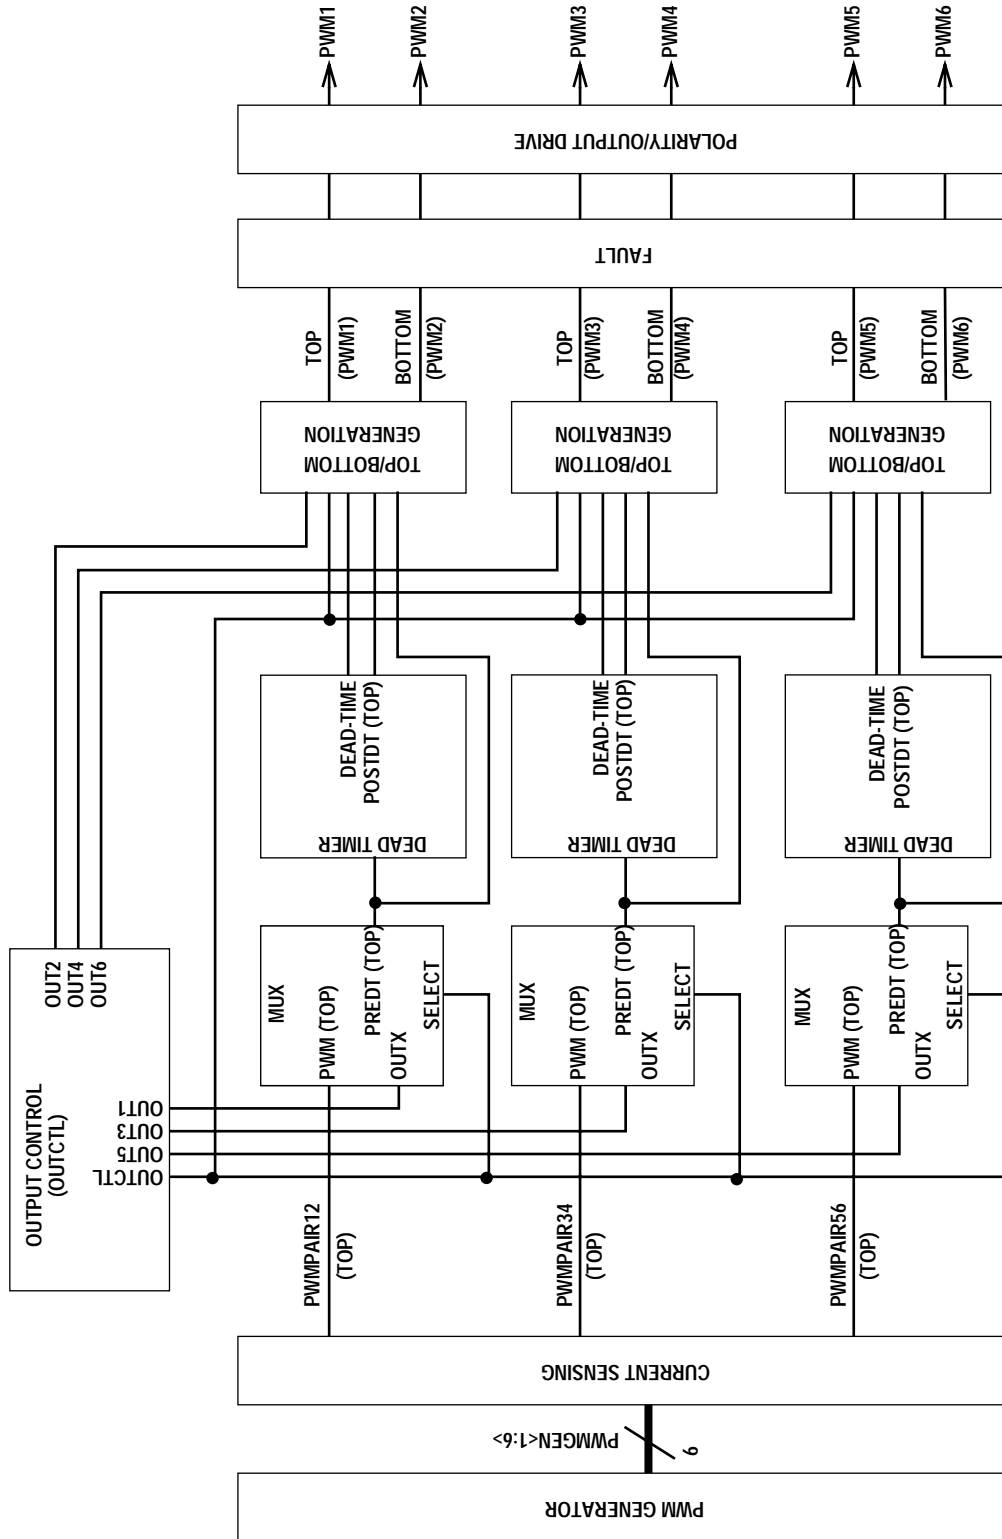 OUTPUT CONTROL
(OUTCTL)
OUT2
OUT4
OUT6
OUT1
OUT3
OUT5
OUTCTL
PWM GENERATOR
PWMGEN<1:6>
6
CURRENT SENSING
PWMPAIR12
(TOP)
MUX
PWM (TOP)
PREDT (TOP)
OUTX
SELECT
DEAD TIMER
DEAD-TIME
POSTDT (TOP)
TOP/BOTTOM
GENERATION
TOP
(PWM1)
BOTTOM
(PWM2)
PWMPAIR34
(TOP)
MUX
PWM (TOP)
PREDT (TOP)
OUTX
SELECT
DEAD TIMER
DEAD-TIME
POSTDT (TOP)
TOP/BOTTOM
GENERATION
TOP
(PWM3)
BOTTOM
(PWM4)
PWMPAIR56
(TOP)
MUX
PWM (TOP)
PREDT (TOP)
OUTX
SELECT
DEAD TIMER
DEAD-TIME
POSTDT (TOP)
TOP/BOTTOM
GENERATION
TOP
(PWM5)
BOTTOM
(PWM6)
FAULT
POLARITY/OUTPUT DRIVE
PWM1
PWM2
PWM3
PWM4
PWM5
PWM6